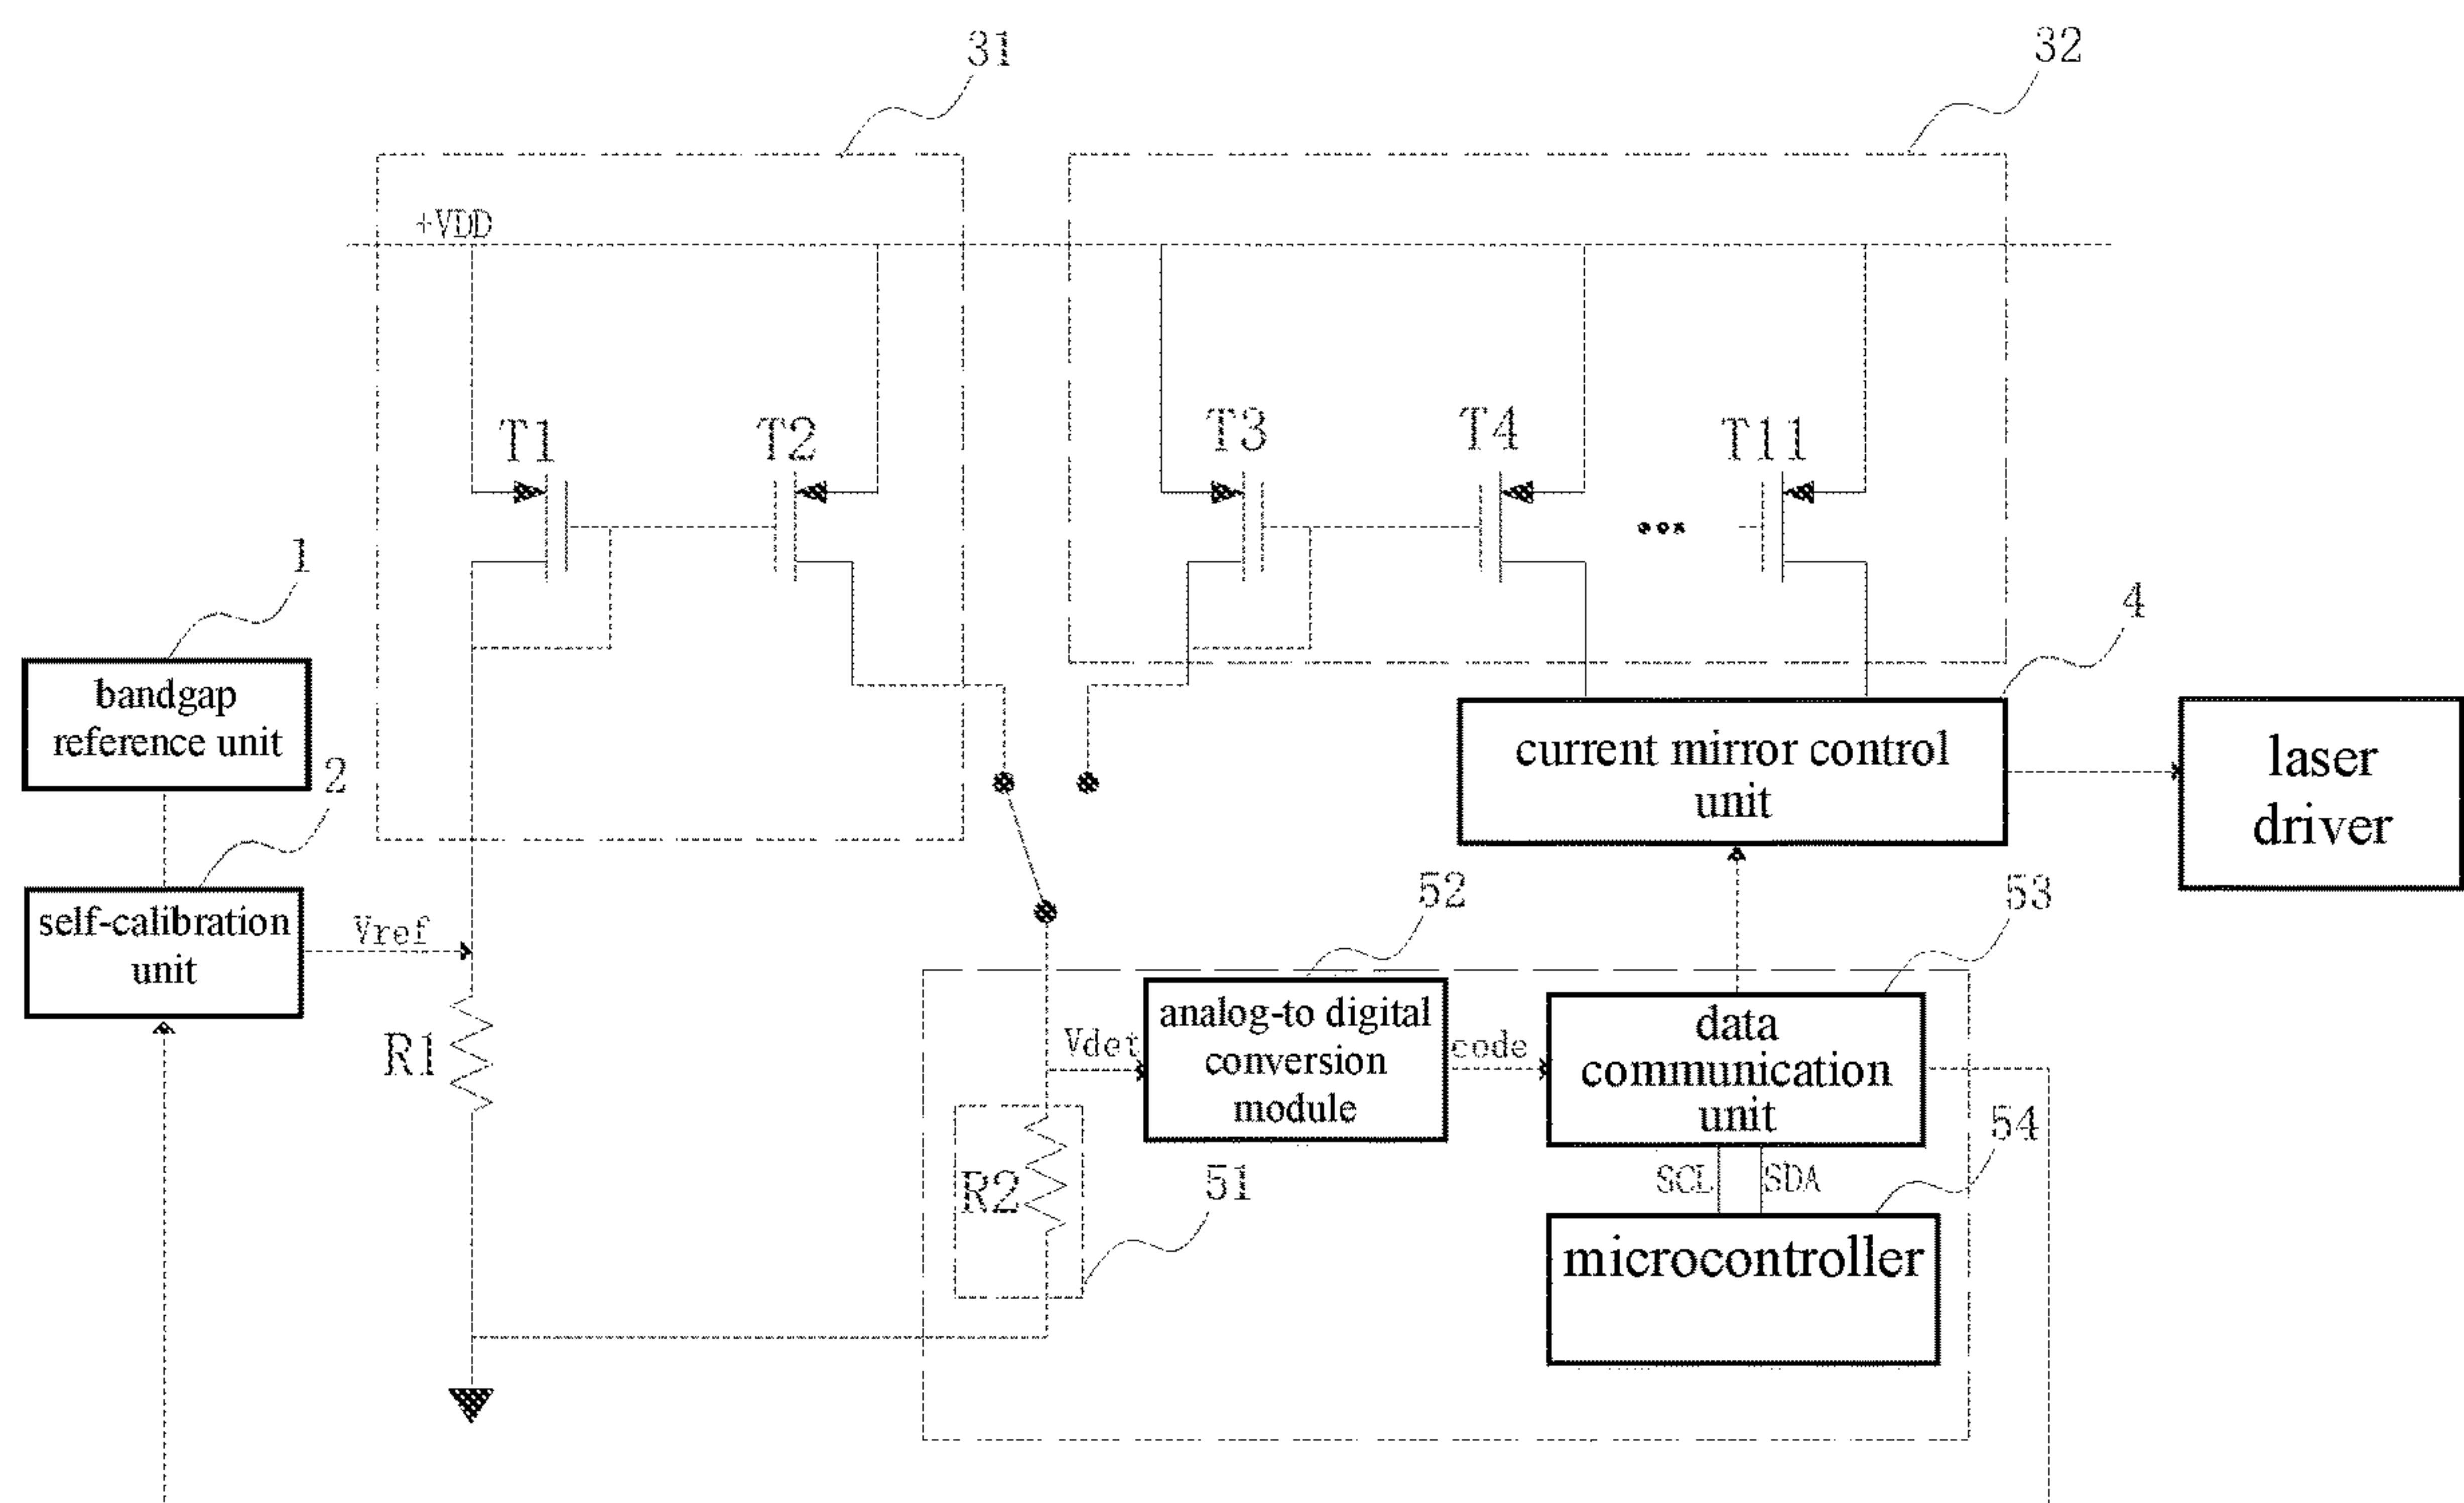 31
32
+VDD
T1
T2
T3
T4
T11
1
4
bandgap
reference unit
2
current mirror control
unit
laser
driver
self-calibration
unit
Vref
52
53
R1
Vdet
analog-to digital
conversion
module
code
data
communication
unit
54
R2
51
SCL
SDA
microcontroller